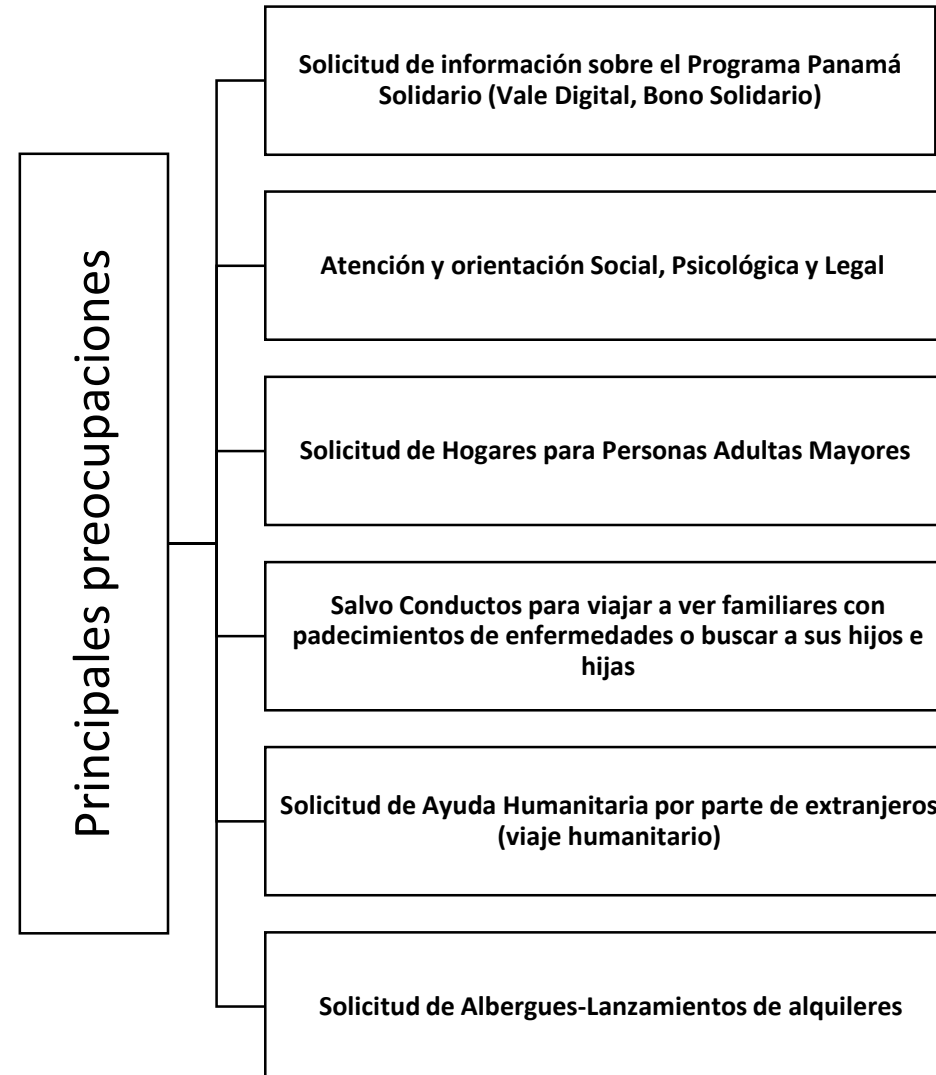 Principales preocupaciones
Solicitud de información sobre el Programa Panamá
Solidario (Vale Digital, Bono Solidario)
Atención y orientación Social, Psicológica y Legal
Solicitud de Hogares para Personas Adultas Mayores
Salvo Conductos para viajar a ver familiares con
padecimientos de enfermedades o buscar a sus hijos e
hijas
Solicitud de Ayuda Humanitaria por parte de extranjeros
(viaje humanitario)
Solicitud de Albergues-Lanzamientos de alquileres